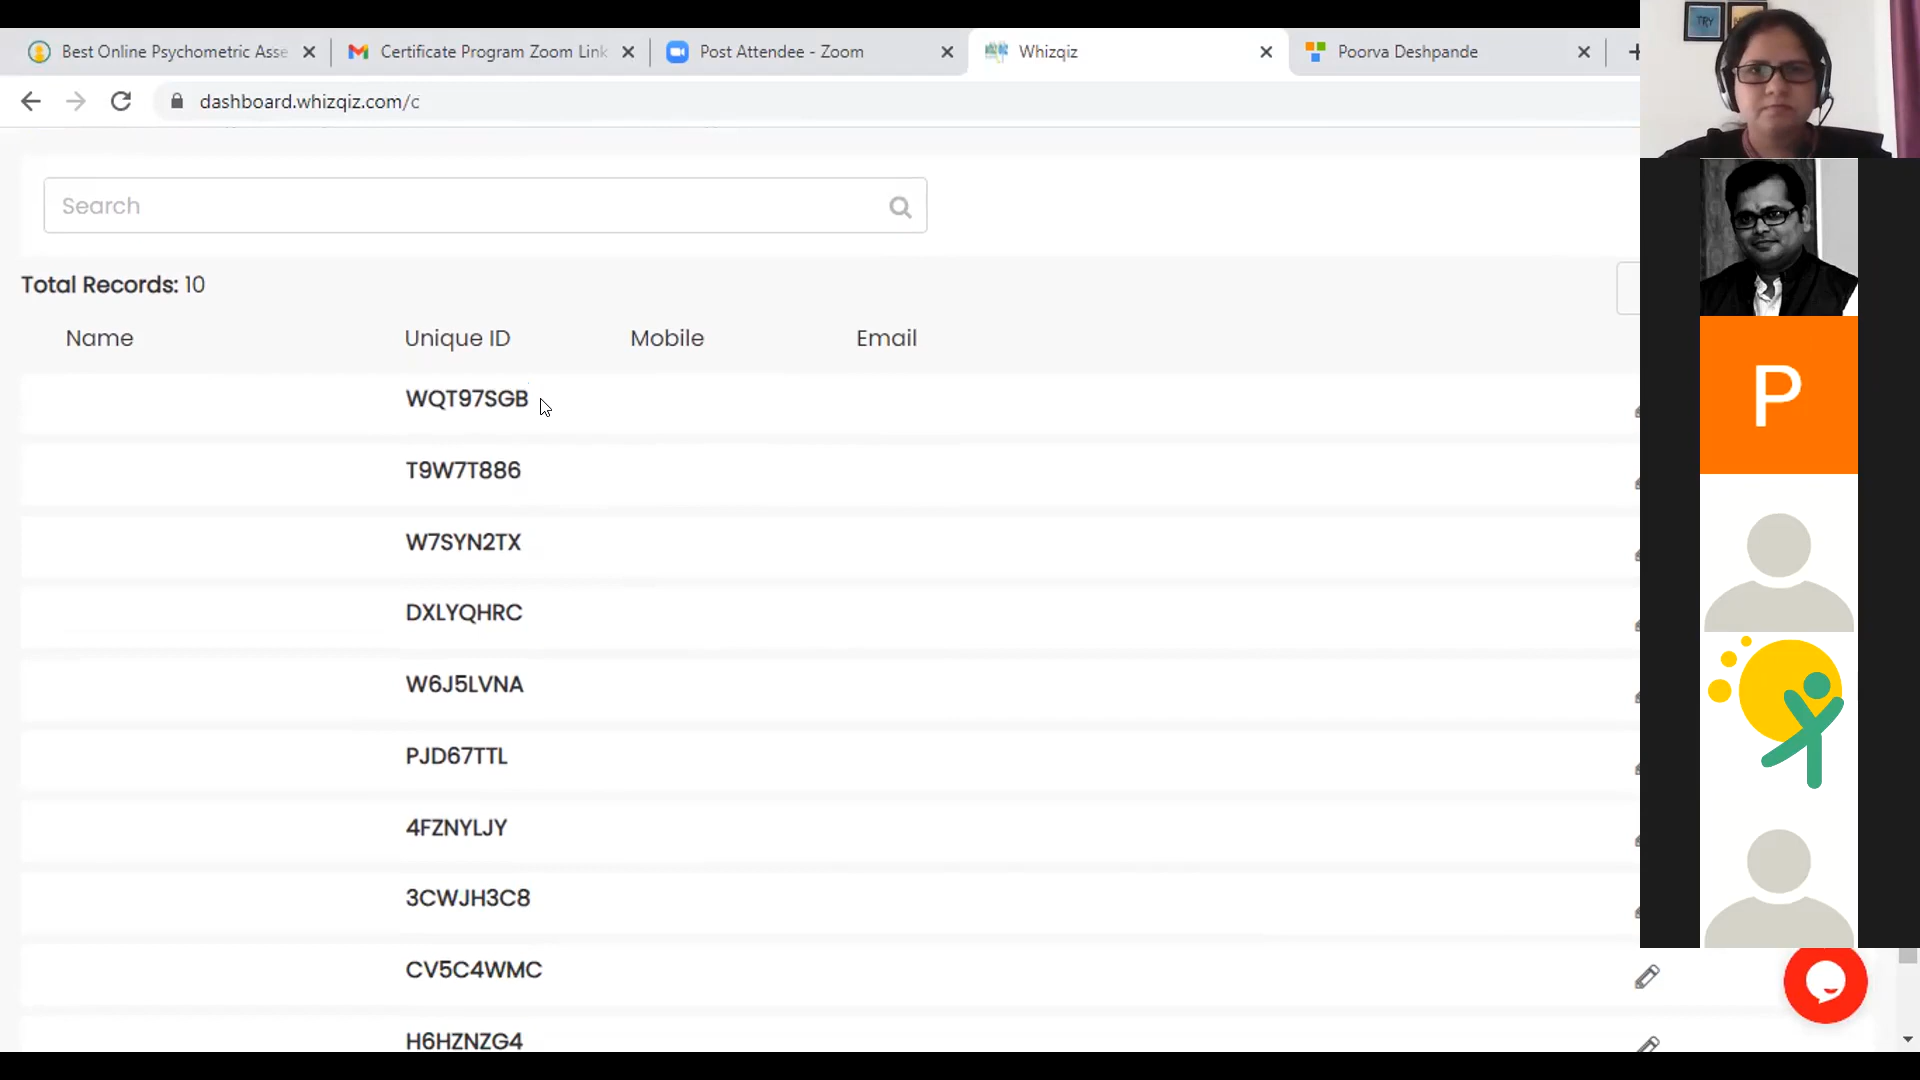 Best Online Psychometric Asse
Certificate Program Zoom Link
Post Attendee - Zoom
Whizqiz
Poorva Deshpande
dashboard.whizqiz.com/c
Search
Total Records: 10
Name Unique ID Mobile Email
WQT97SGB
T9W7T886
W7SYN2TX
DXLYQHRC
W6J5LVNA
PJD67TTL
4FZNYLJY
3CWJH3C8
CV5C4WMC
H6HZNZG4
TRY
P